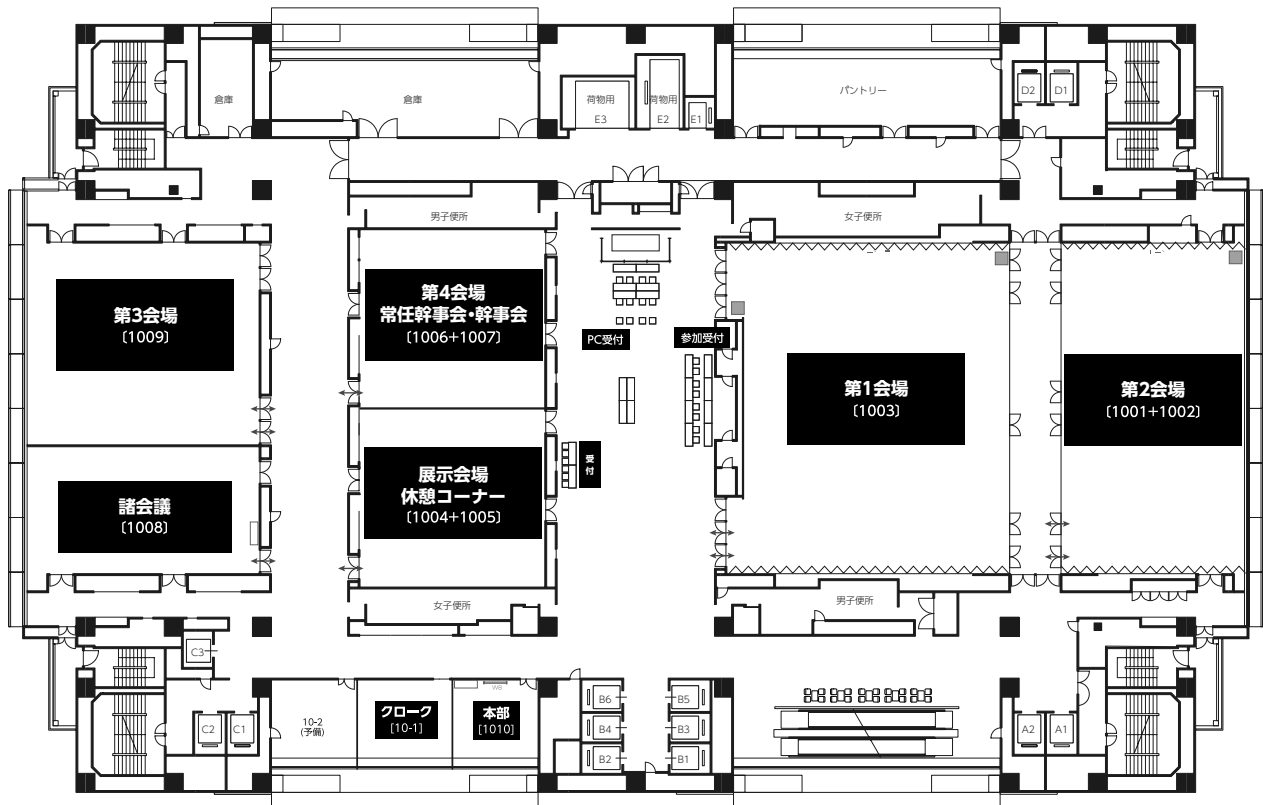 倉庫
倉庫
荷物用
E3
荷物用
E2
E1
パントリー
D2
D1
男子便所
女子便所
第3会場
［1009］
第4会場
常任幹事会・幹事会
［1006+1007］
PC受付
参加受付
第1会場
［1003］
第2会場
［1001+1002］
受付
展示会場
休憩コーナー
［1004+1005］
諸会議
［1008］
女子便所
男子便所
C3
C2
C1
10-2
(予備)
クローク
［10-1］
WB
本部
［1010］
B6
B5
B4
B3
B2
B1
A2
A1